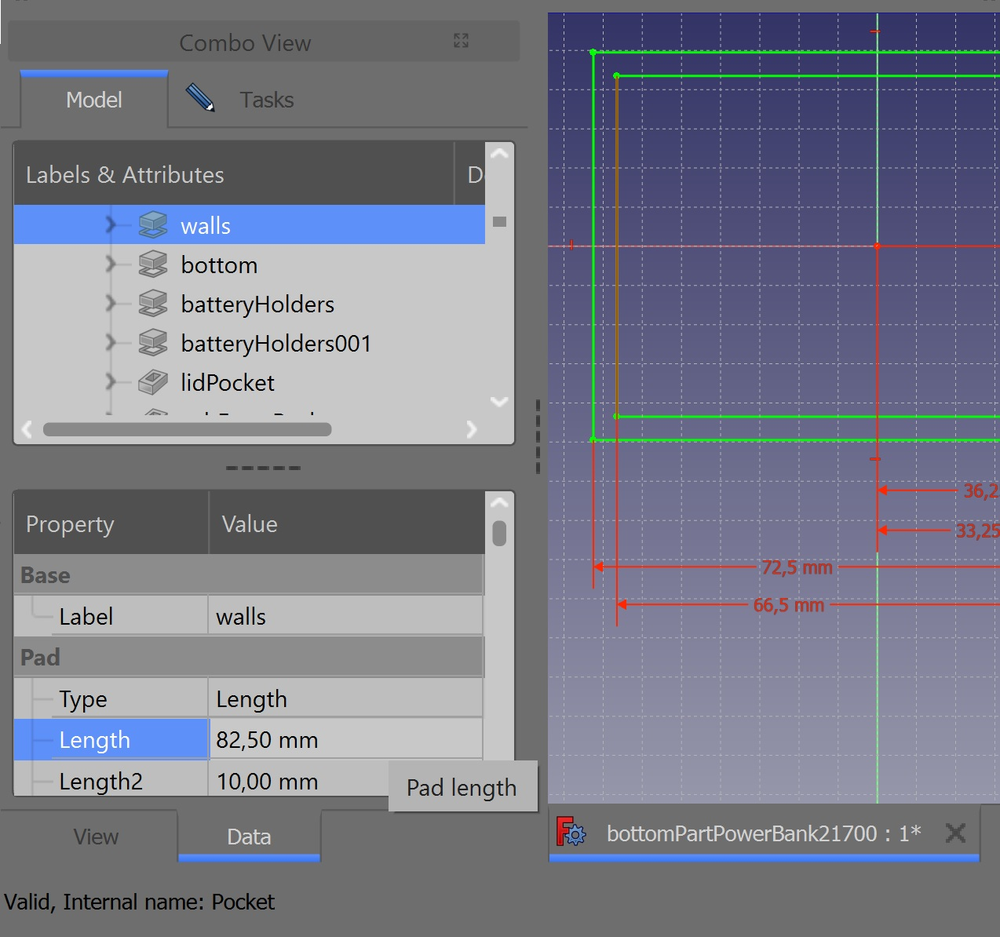 Combo View
Model
Tasks
Labels & Attributes
walls
bottom
batteryHolders
batteryHolders001
lidPocket
Property
Value
Base
Label
walls
Pad
Type
Length
Length
82,50 mm
Length2
10,00 mm
Pad length
View
Data
36,2
33,25
72,5 mm
66,5 mm
bottomPartPowerBank21700 : 1*
Valid, Internal name: Pocket